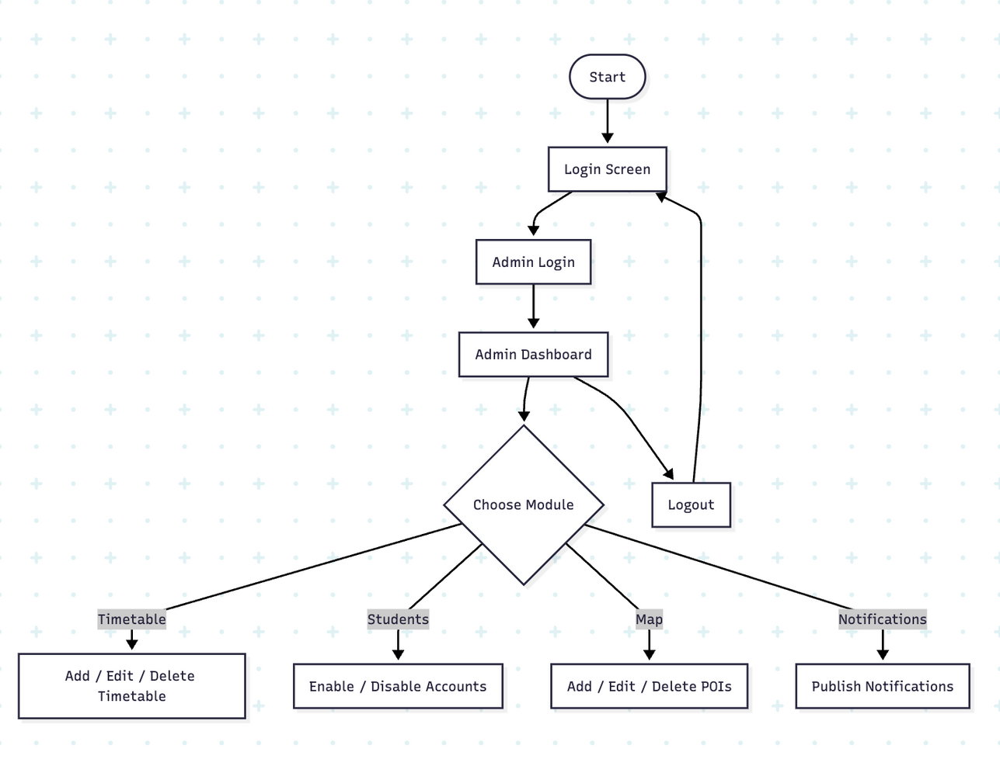 Start
Login Screen
Admin Login
Admin Dashboard
Choose Module
Logout
Timetable
Students
Map
Notifications
Add / Edit / Delete
Timetable
Enable / Disable Accounts
Add / Edit / Delete POIs
Publish Notifications